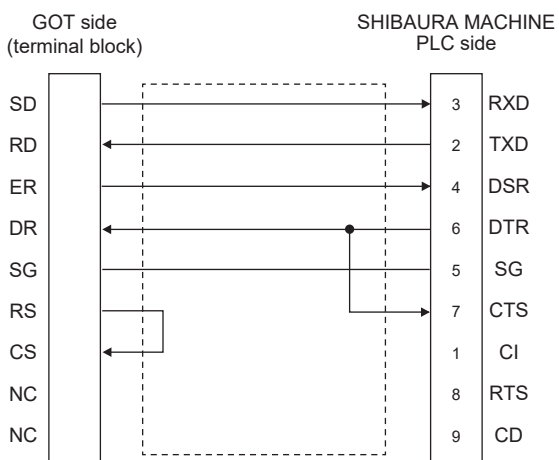 GOT side
(terminal block)
SHIBAURA MACHINE
PLC side
SD 3 RXD
RD 2 TXD
ER 4 DSR
DR 6 DTR
SG 5 SG
RS 7 CTS
CS 1 CI
NC 8 RTS
NC 9 CD